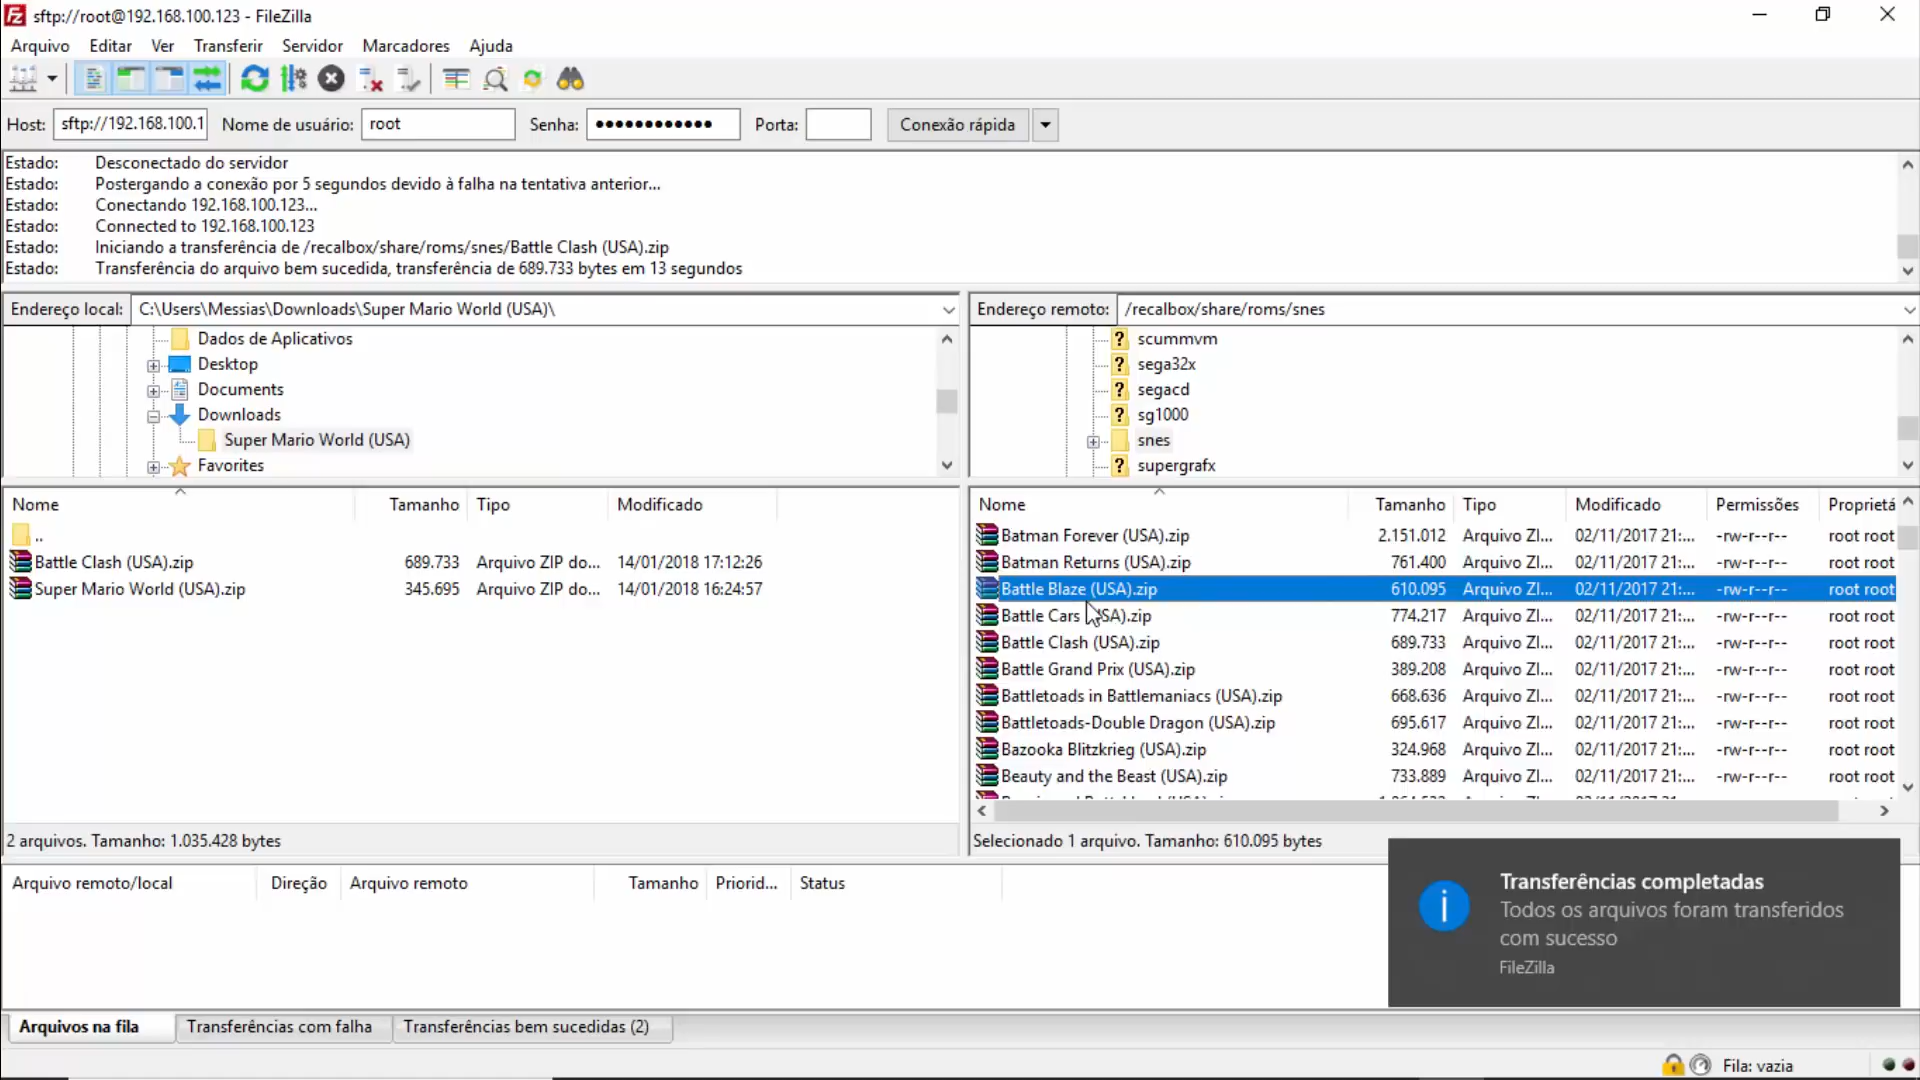 sftp://root@192.168.100.123 - FileZilla
Arquivo Editar Ver Transferir Servidor Marcadores Ajuda
Host: sftp://192.168.100.1 Nome de usuário: root Senha: ●●●●●●●●●●●● Porta: Conexão rápida
Estado: Desconectado do servidor
Estado: Postergando a conexão por 5 segundos devido à falha na tentativa anterior...
Estado: Conectando 192.168.100.123...
Estado: Connected to 192.168.100.123
Estado: Iniciando a transferência de /recalbox/share/roms/snes/Battle Clash (USA).zip
Estado: Transferência do arquivo bem sucedida, transferência de 689.733 bytes em 13 segundos
Endereço local: C:\Users\Messias\Downloads\Super Mario World (USA)\
Dados de Aplicativos
Desktop
Documents
Downloads
Super Mario World (USA)
Favorites
Endereço remoto: /recalbox/share/roms/snes
scummvm
sega32x
segacd
sg1000
snes
supergrafx
Nome Tamanho Tipo Modificado
..
Battle Clash (USA).zip 689.733 Arquivo ZIP do... 14/01/2018 17:12:26
Super Mario World (USA).zip 345.695 Arquivo ZIP do... 14/01/2018 16:24:57
2 arquivos. Tamanho: 1.035.428 bytes
Nome Tamanho Tipo Modificado Permissões Proprietá
Batman Forever (USA).zip 2.151.012 Arquivo ZI... 02/11/2017 21:... -rw-r--r-- root root
Batman Returns (USA).zip 761.400 Arquivo ZI... 02/11/2017 21:... -rw-r--r-- root root
Battle Blaze (USA).zip 610.095 Arquivo ZI... 02/11/2017 21:... -rw-r--r-- root root
Battle Cars (USA).zip 774.217 Arquivo ZI... 02/11/2017 21:... -rw-r--r-- root root
Battle Clash (USA).zip 689.733 Arquivo ZI... 02/11/2017 21:... -rw-r--r-- root root
Battle Grand Prix (USA).zip 389.208 Arquivo ZI... 02/11/2017 21:... -rw-r--r-- root root
Battletoads in Battlemaniacs (USA).zip 668.636 Arquivo ZI... 02/11/2017 21:... -rw-r--r-- root root
Battletoads-Double Dragon (USA).zip 695.617 Arquivo ZI... 02/11/2017 21:... -rw-r--r-- root root
Bazooka Blitzkrieg (USA).zip 324.968 Arquivo ZI... 02/11/2017 21:... -rw-r--r-- root root
Beauty and the Beast (USA).zip 733.889 Arquivo ZI... 02/11/2017 21:... -rw-r--r-- root root
Selecionado 1 arquivo. Tamanho: 610.095 bytes
Arquivo remoto/local Direção Arquivo remoto Tamanho Priorid... Status
Transferências completadas
Todos os arquivos foram transferidos
com sucesso
FileZilla
Arquivos na fila Transferências com falha Transferências bem sucedidas (2)
Fila: vazia